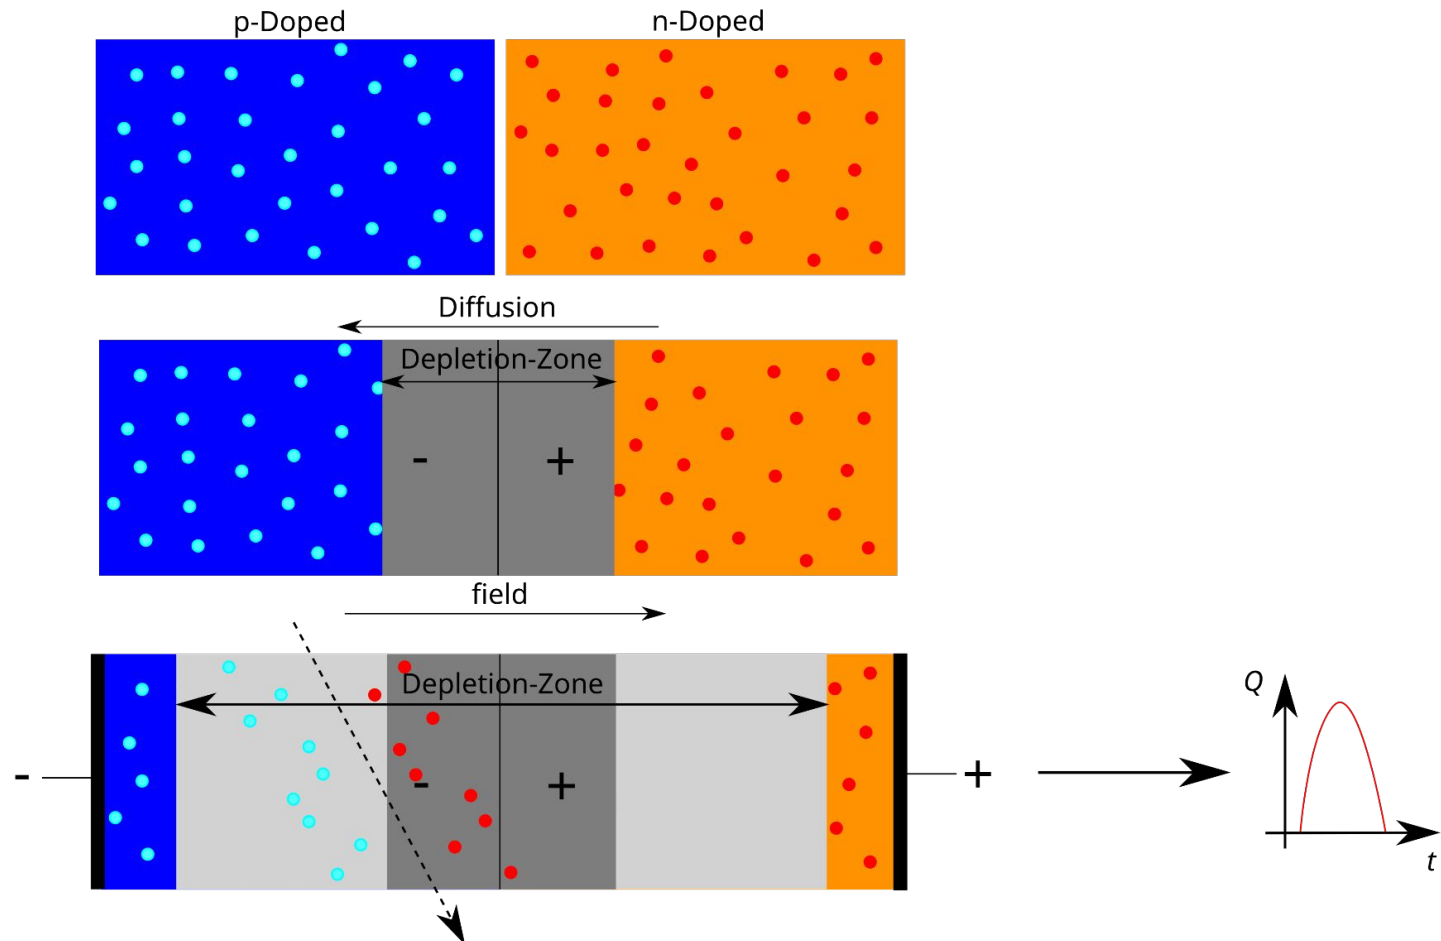 p-Doped
n-Doped
Diffusion
Depletion-Zone
- +
field
Depletion-Zone
- +
- +
Q
t